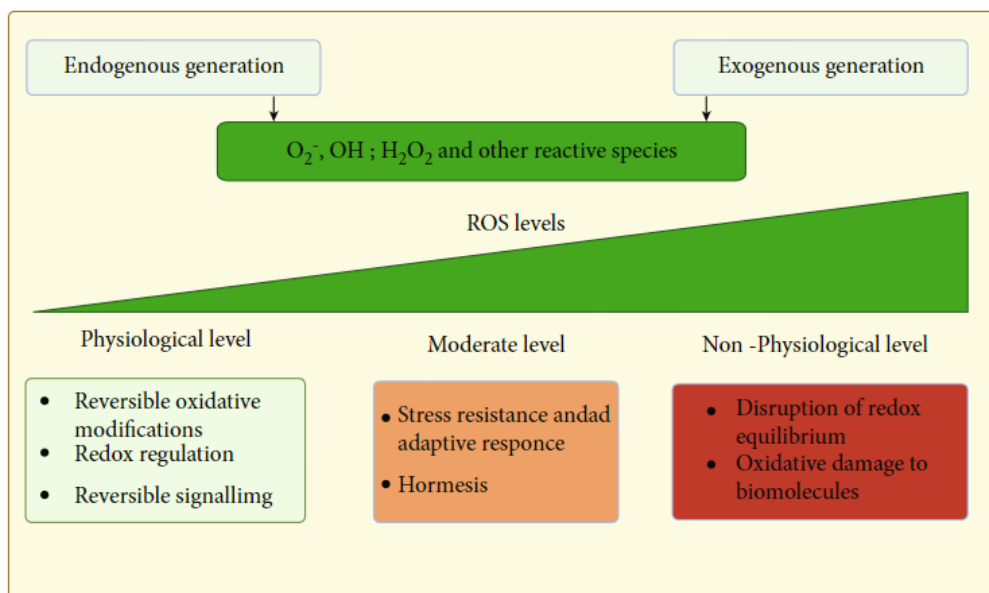 Endogenous generation
Exogenous generation
O₂⁻, OH ; H₂O₂ and other reactive species
ROS levels
Physiological level
Moderate level
Non -Physiological level
• Reversible oxidative
modifications
• Redox regulation
• Reversible signallimg
• Stress resistance andad
adaptive responce
• Hormesis
• Disruption of redox
equilibrium
• Oxidative damage to
biomolecules